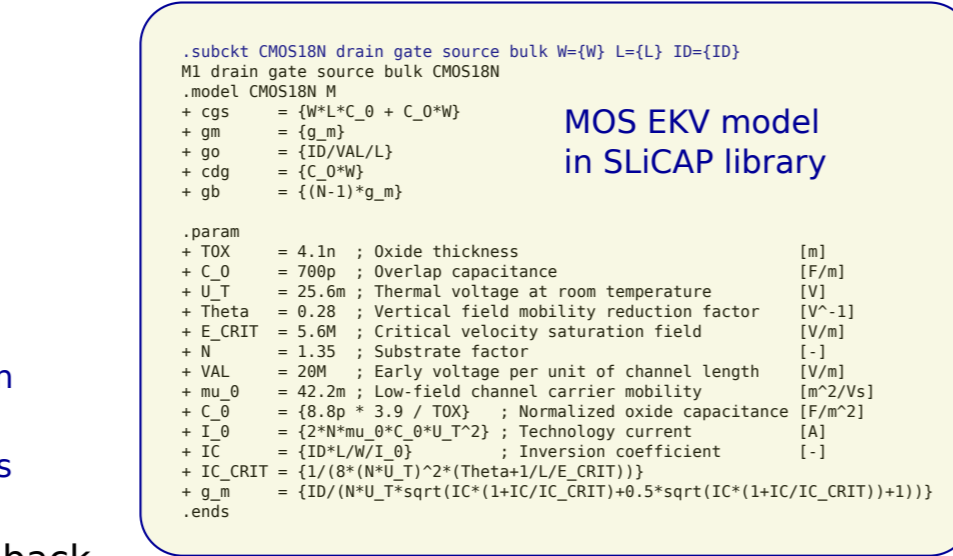 .subckt CMOS18N drain gate source bulk W={W} L={L} ID={ID}
M1 drain gate source bulk CMOS18N
.model CMOS18N M
+ cgs = {W*L*C_0 + C_O*W}
+ gm = {g_m}
+ go = {ID/VAL/L}
+ cdg = {C_O*W}
+ gb = {(N-1)*g_m}
MOS EKV model
in SLiCAP library
.param
+ TOX = 4.1n ; Oxide thickness [m]
+ C_O = 700p ; Overlap capacitance [F/m]
+ U_T = 25.6m ; Thermal voltage at room temperature [V]
+ Theta = 0.28 ; Vertical field mobility reduction factor [V^-1]
+ E_CRIT = 5.6M ; Critical velocity saturation field [V/m]
+ N = 1.35 ; Substrate factor [-]
+ VAL = 20M ; Early voltage per unit of channel length [V/m]
+ mu_0 = 42.2m ; Low-field channel carrier mobility [m^2/Vs]
+ C_0 = {8.8p * 3.9 / TOX} ; Normalized oxide capacitance [F/m^2]
+ I_0 = {2*N*mu_0*C_0*U_T^2} ; Technology current [A]
+ IC = {ID*L/W/I_0} ; Inversion coefficient [-]
+ IC_CRIT = {1/(8*(N*U_T)^2*(Theta+1/L/E_CRIT))}
+ g_m = {ID/(N*U_T*sqrt(IC*(1+IC/IC_CRIT)+0.5*sqrt(IC*(1+IC/IC_CRIT))+1))}
.ends